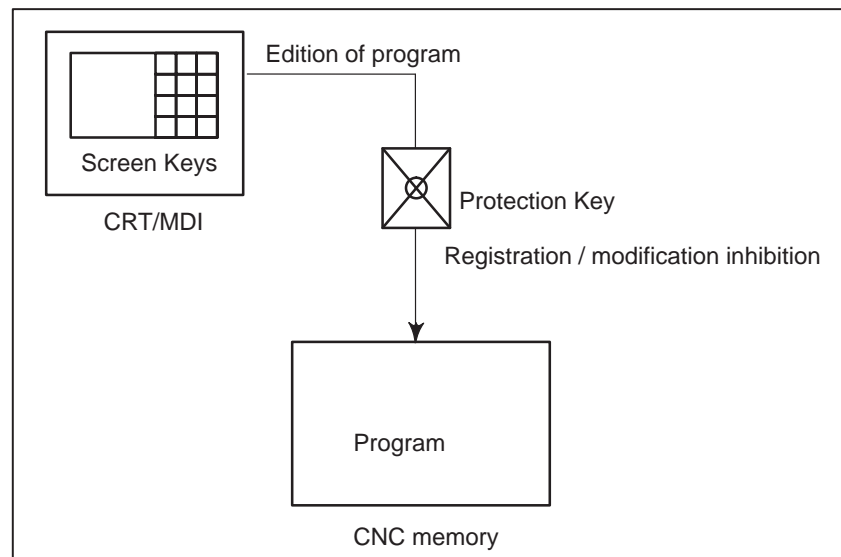 Edition of program
Screen Keys
CRT/MDI
Protection Key
Registration / modification inhibition
Program
CNC memory